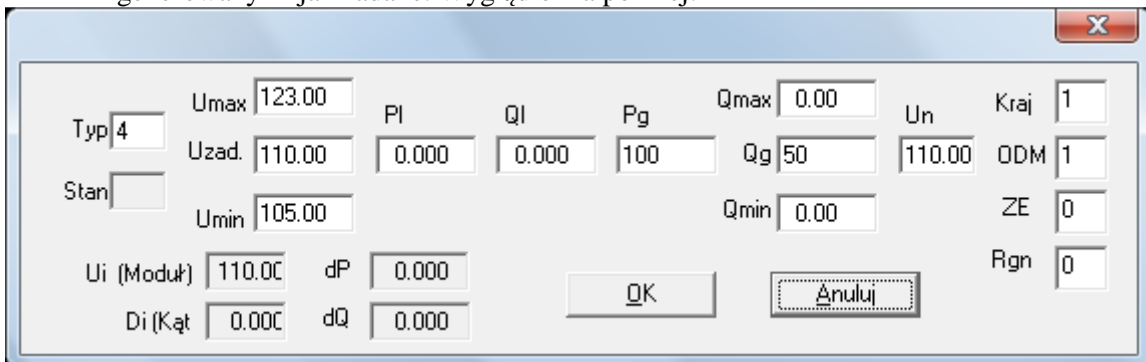 Umax 123.00 Pl Ql Pg Qmax 0.00 Un Kraj 1
Typ 4
Uzad. 110.00 0.000 0.000 100 Qg 50 110.00 ODM 1
Stan
Umin 105.00 Qmin 0.00 ZE 0
Ui (Moduł) 110.0C dP 0.000 Rgn 0
OK Anuluj
Di (Kąt 0.00C dQ 0.000